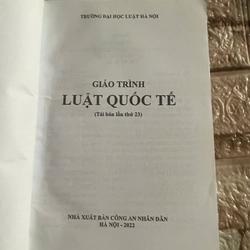 TRƯỜNG ĐẠI HỌC LUẬT HÀ NỘI
GIÁO TRÌNH
LUẬT QUỐC TẾ
(Tái bản lần thứ 23)
NHÀ XUẤT BẢN CÔNG AN NHÂN DÂN
HÀ NỘI - 2022